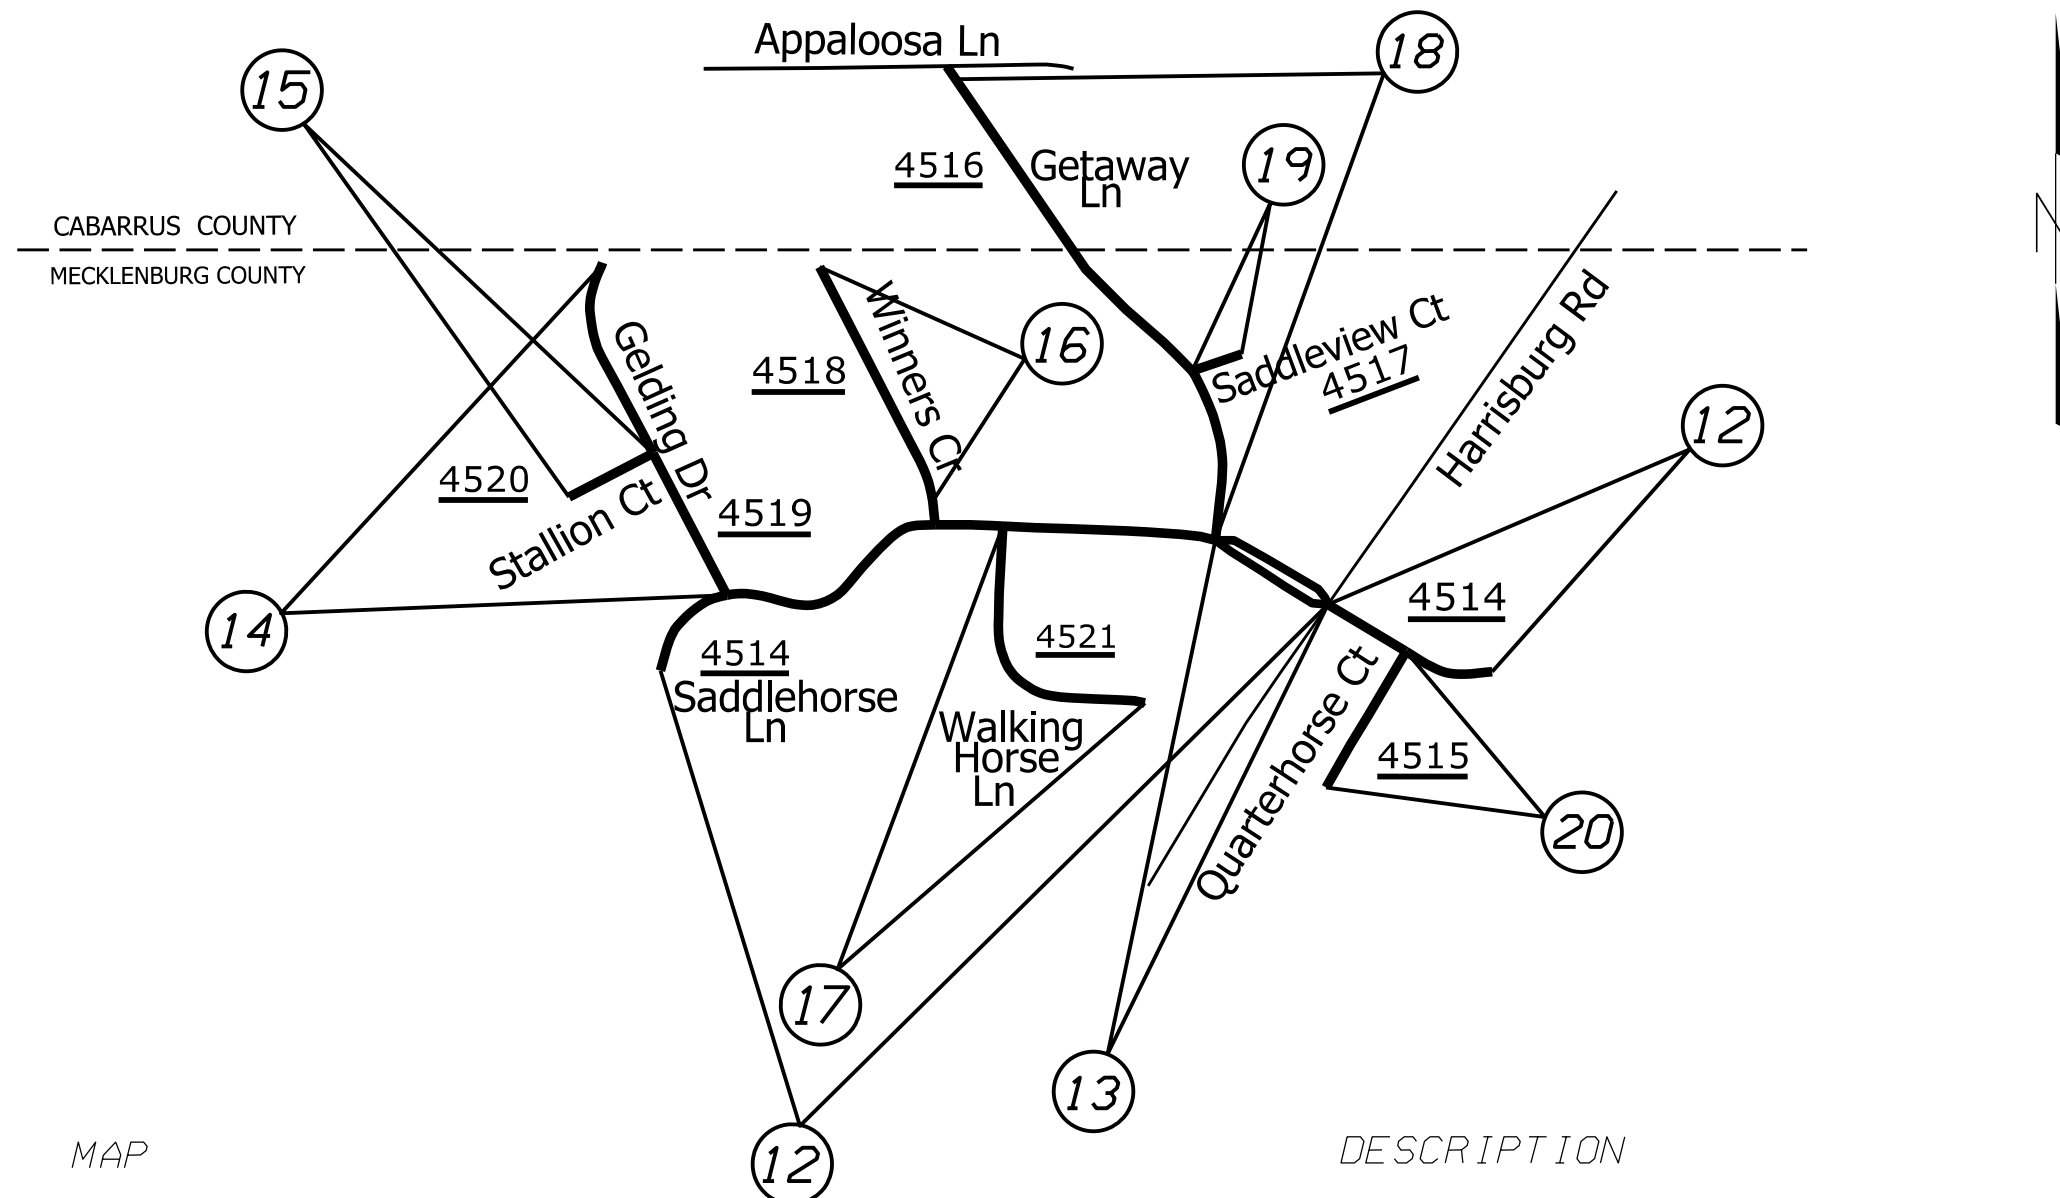 Appaloosa Ln
18
15
19
4516
Getaway
Ln
CABARRUS COUNTY
MECKLENBURG COUNTY
N
Winners Cr
16
Saddleview Ct
4517
Harrisburg Rd
Gelding Dr
4518
12
4520
Stallion Ct
4519
14
4514
4514
Saddlehorse
Ln
4521
Walking
Horse
Ln
Quarterhorse Ct
4515
20
17
13
12
MAP
DESCRIPTION